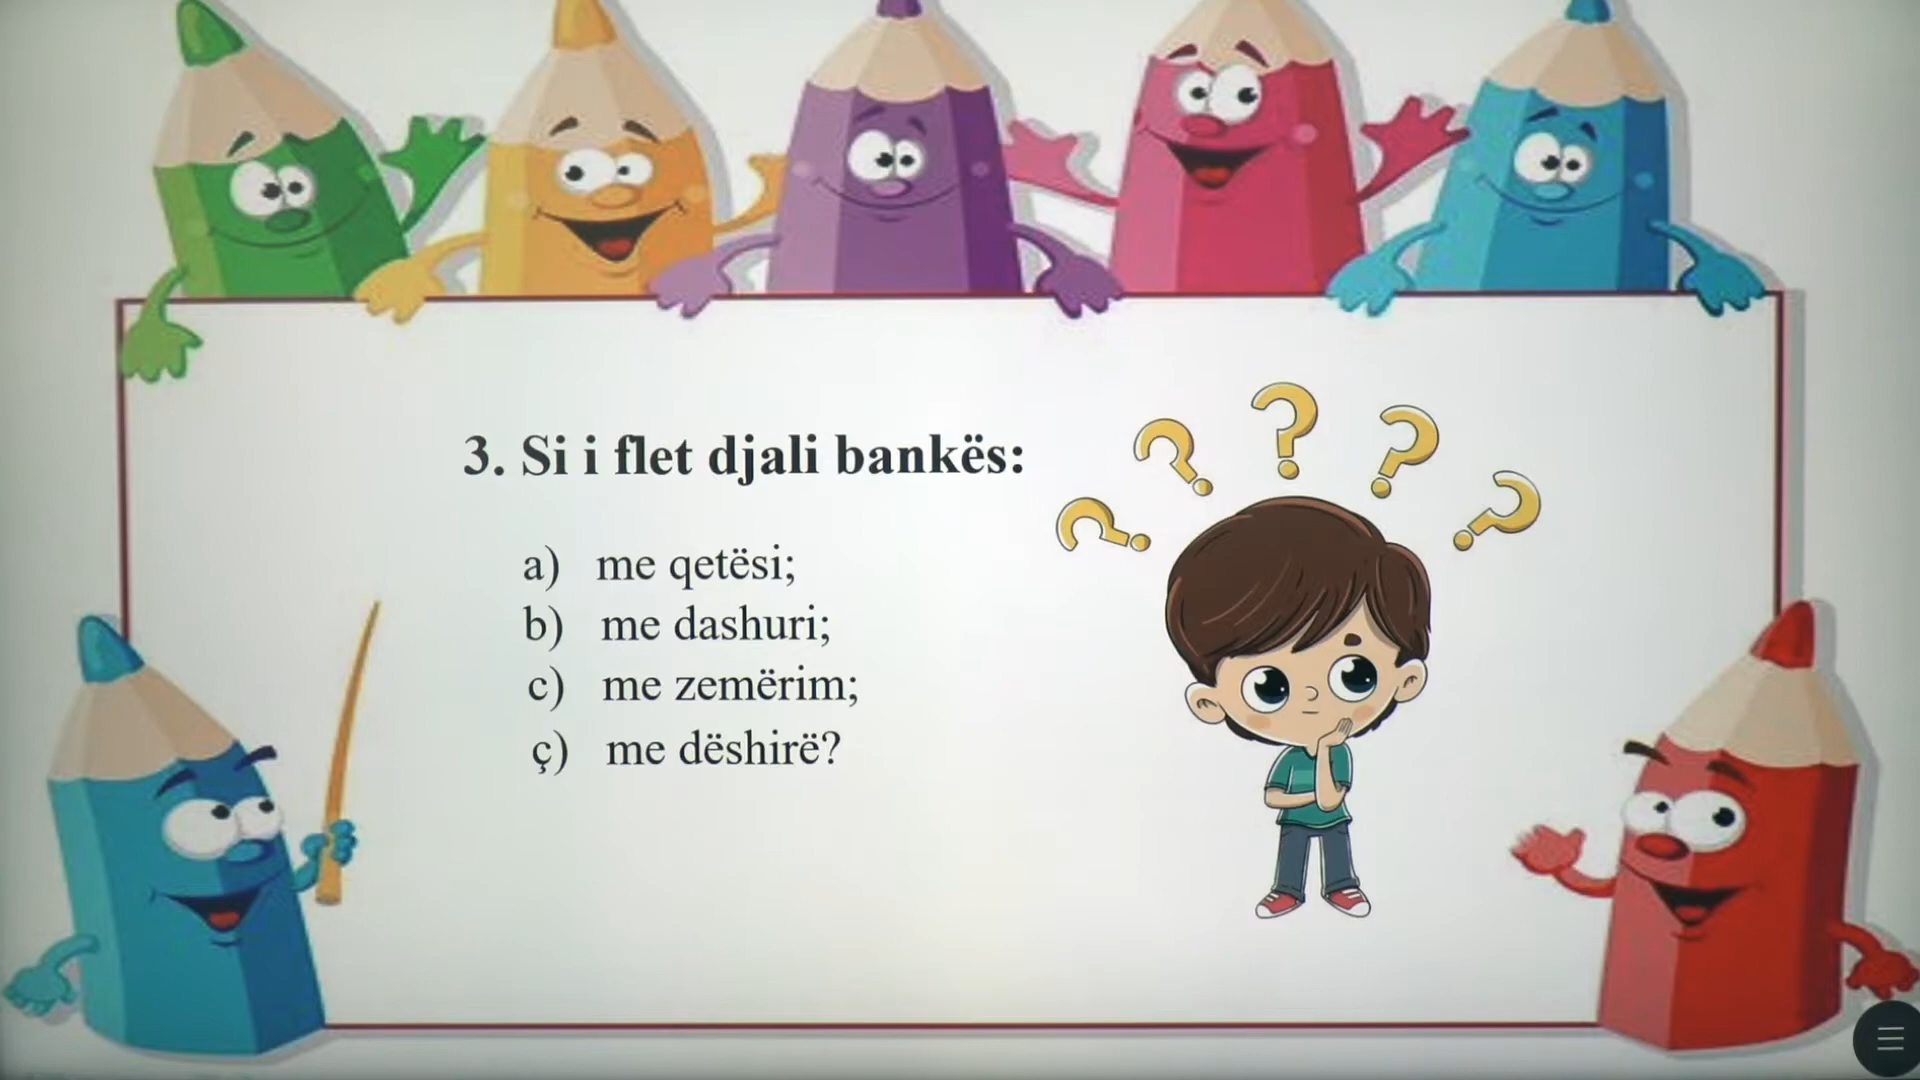 3. Si i flet djali bankës:
a) me qetësi;
b) me dashuri;
c) me zemërim;
ç) me dëshirë?